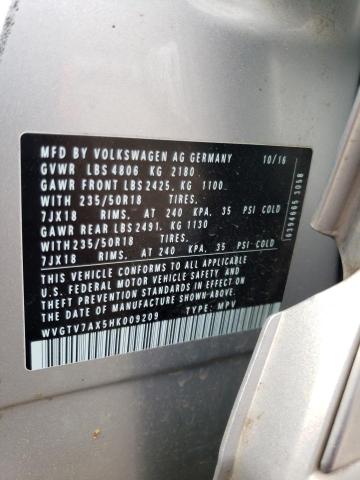 MFD BY VOLKSWAGEN AG GERMANY 10/16
GVWR LBS 4806 KG 2180
GAWR FRONT LBS 2425, KG 1100
WITH 235/50R18 TIRES.
7JX18 RIMS. AT 240 KPA, 35 PSI COLD
GAWR REAR LBS 2491. KG 1130
WITH 235/50R18 TIRES.
7JX18 RIMS. AT 240 KPA, 35 PSI COLD
THIS VEHICLE CONFORMS TO ALL APPLICABLE
U.S. FEDERAL MOTOR VEHICLE SAFETY AND
THEFT PREVENTION STANDARDS IN EFFECT ON
THE DATE OF MANUFACTURE SHOWN ABOVE.
WVGTV7AX5HK009209 TYPE: MPV
6394665 305B